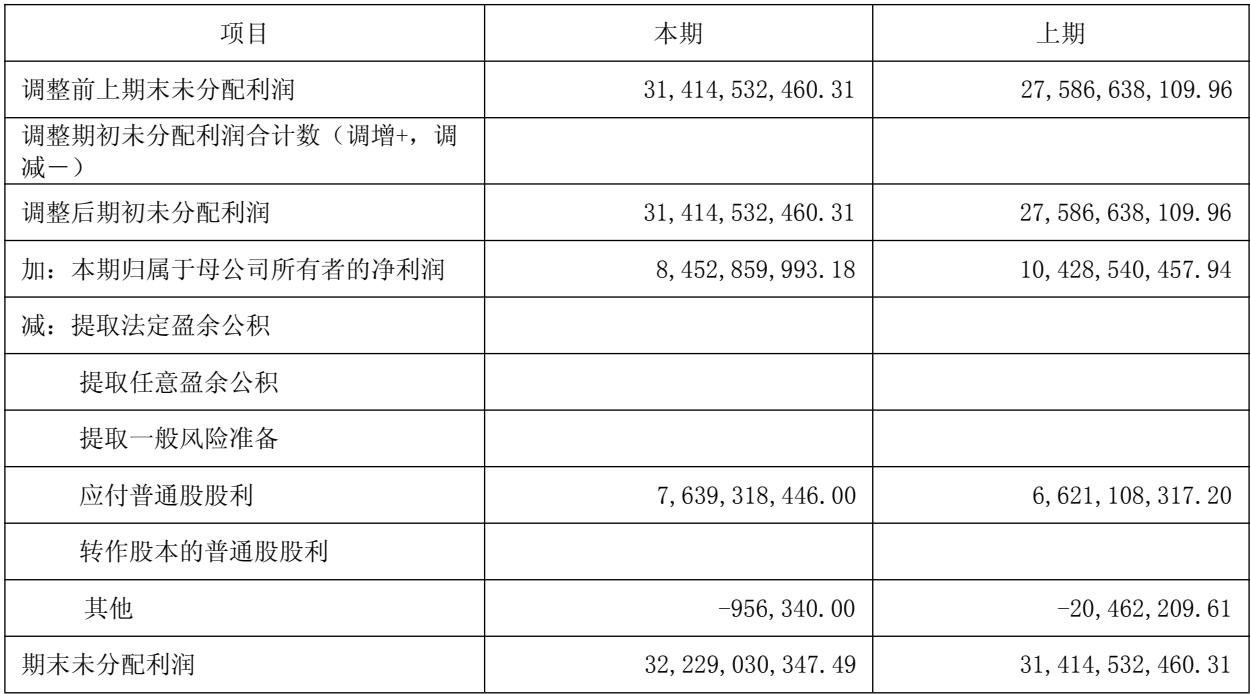 项目 本期 上期
调整前上期末未分配利润 31,414,532,460.31 27,586,638,109.96
调整期初未分配利润合计数（调增+，调
减－）
调整后期初未分配利润 31,414,532,460.31 27,586,638,109.96
加：本期归属于母公司所有者的净利润 8,452,859,993.18 10,428,540,457.94
减：提取法定盈余公积
提取任意盈余公积
提取一般风险准备
应付普通股股利 7,639,318,446.00 6,621,108,317.20
转作股本的普通股股利
其他 -956,340.00 -20,462,209.61
期末未分配利润 32,229,030,347.49 31,414,532,460.31